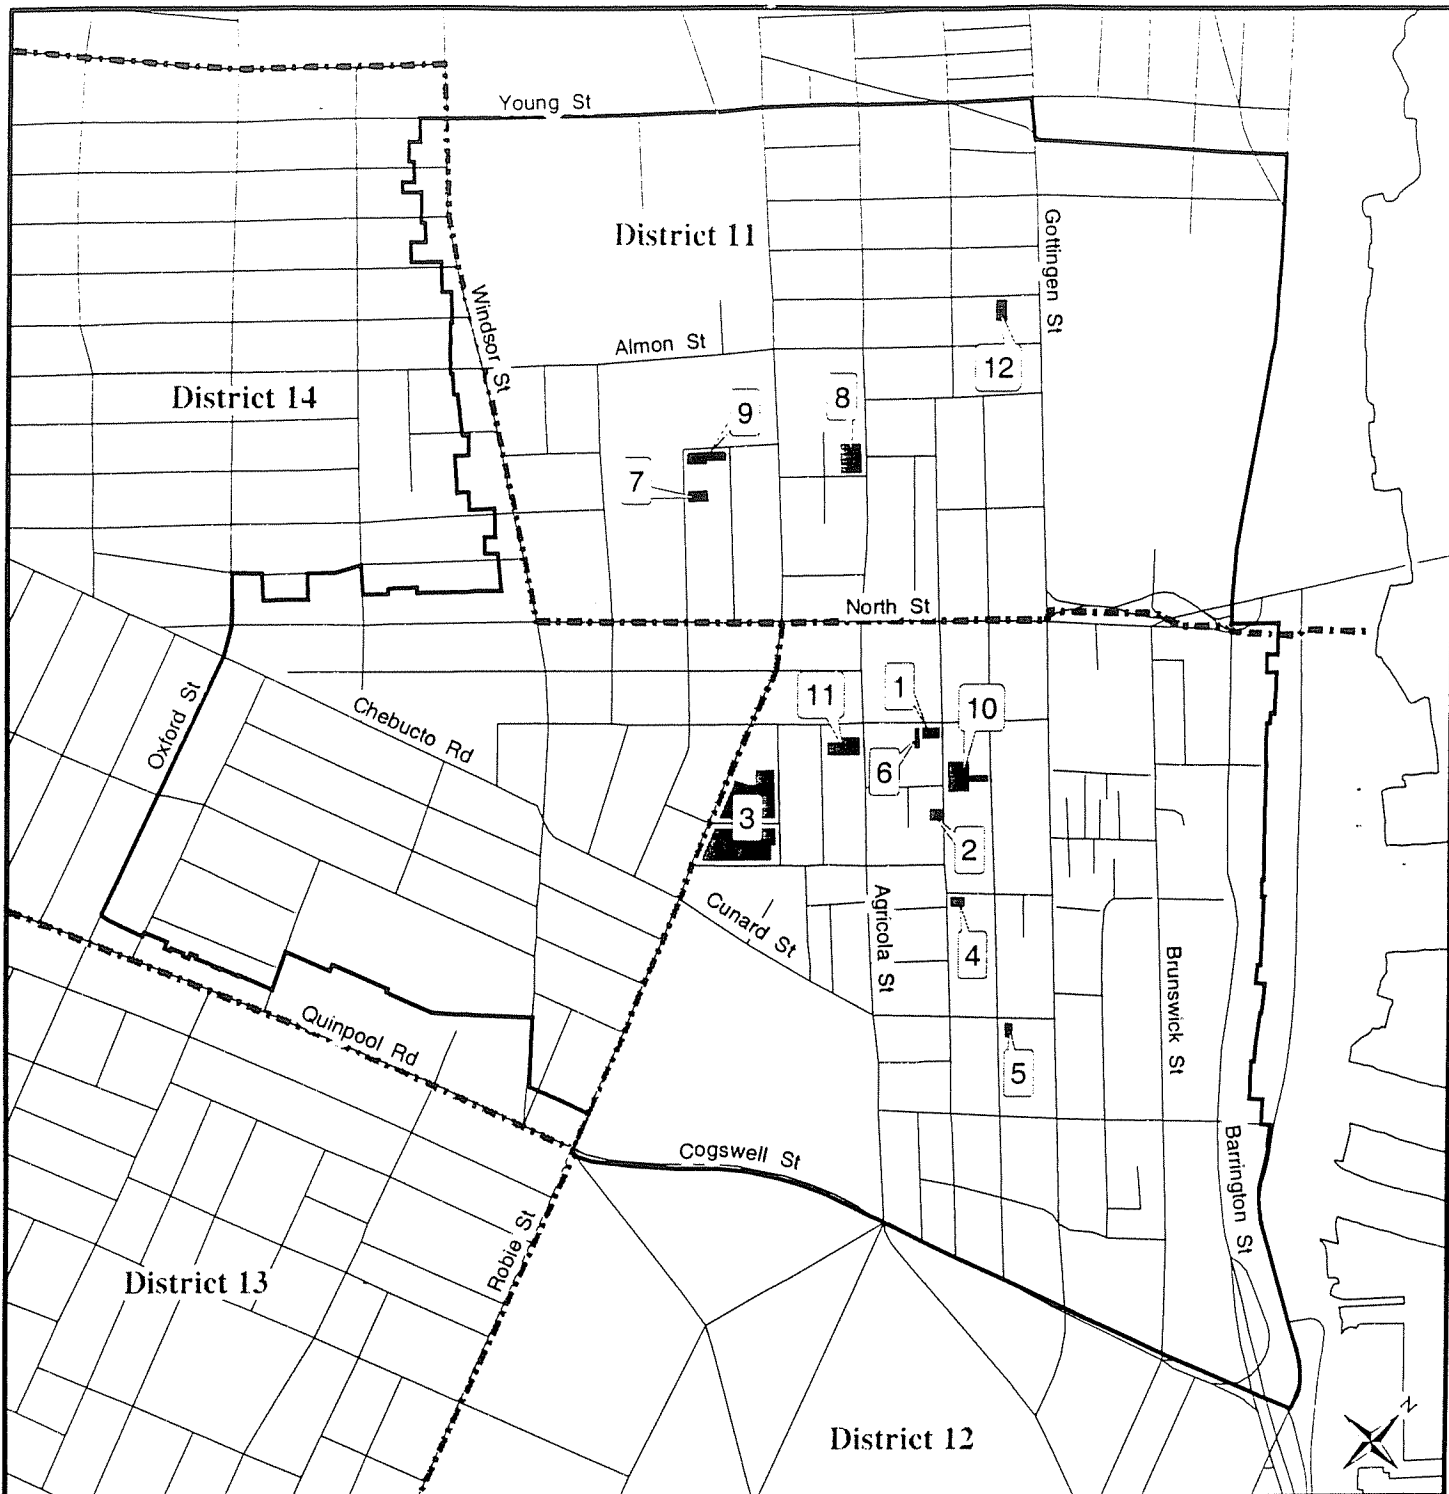 Young St
District 11
Gottingen St
Windsor St
12
Almon St
District 14
8
9
7
North St
Oxford St
Chebucto Rd
11
1
10
6
3
2
Cunard St
Agricola St
4
Brunswick St
Quinpool Rd
5
Cogswell St
Barrington St
Robie St
District 13
N
District 12